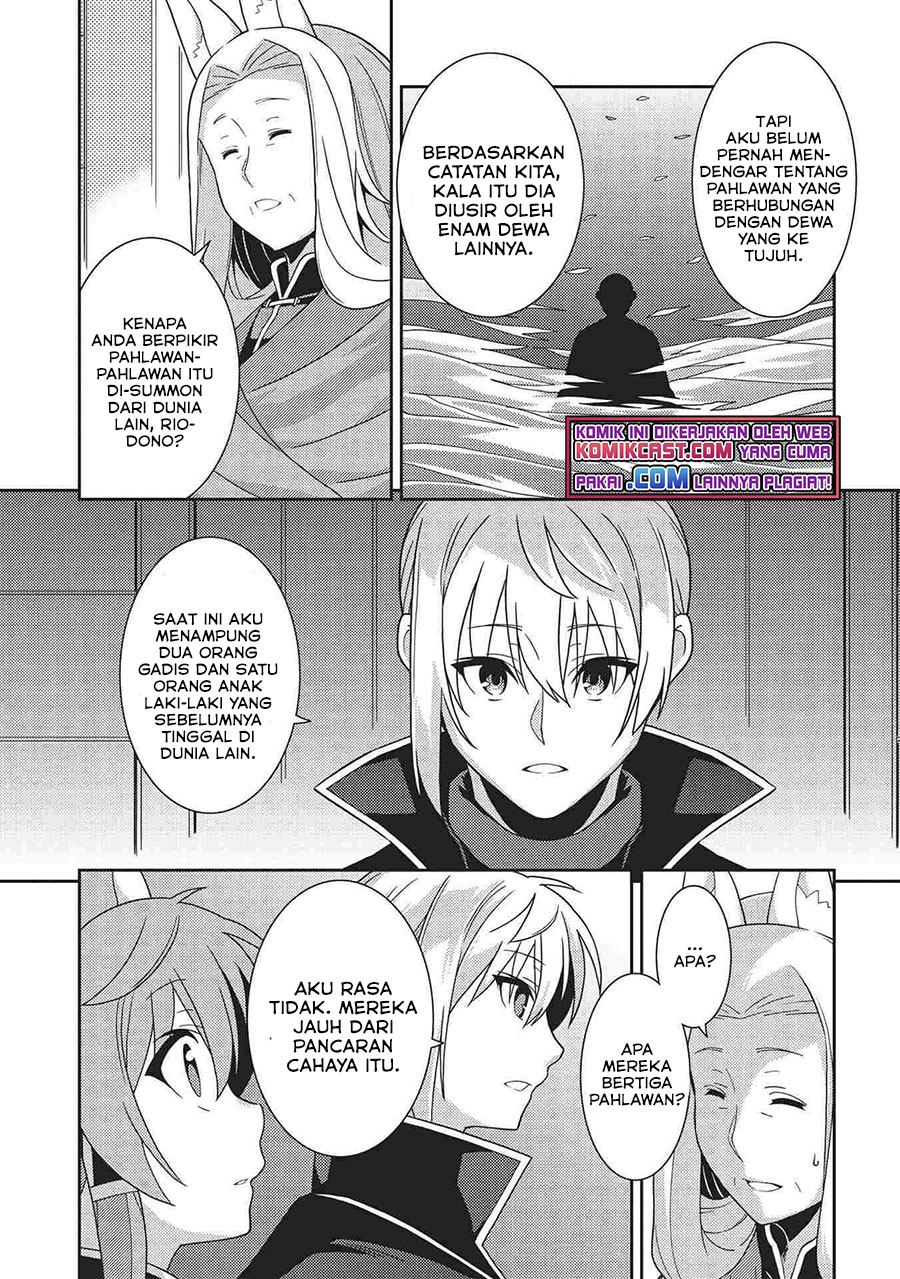 TAPI
AKU BELUM
PERNAH MEN-
DENGAR TENTANG
PAHLAWAN YANG
BERHUBUNGAN
DENGAN DEWA
YANG KE
TUJUH.
BERDASARKAN
CATATAN KITA,
KALA ITU DIA
DIUSIR OLEH
ENAM DEWA
LAINNYA.
KENAPA
ANDA BERPIKIR
PAHLAWAN-
PAHLAWAN ITU
DI-SUMMON
DARI DUNIA
LAIN, RIO-
DONO?
KOMIK INI DIKERJAKAN OLEH WEB
KOMIKCAST.COM YANG CUMA
PAKAI .COM LAINNYA PLAGIAT!
SAAT INI AKU
MENAMPUNG
DUA ORANG
GADIS DAN SATU
ORANG ANAK
LAKI-LAKI YANG
SEBELUMNYA
TINGGAL DI
DUNIA LAIN.
...
APA?
APA
MEREKA
BERTIGA
PAHLAWAN?
AKU RASA
TIDAK. MEREKA
JAUH DARI
PANCARAN
CAHAYA ITU.